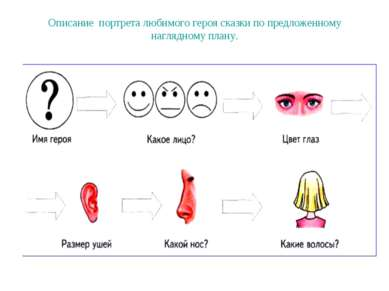 Описание портрета любимого героя сказки по предложенному
наглядному плану.
?
Имя героя
Какое лицо?
Цвет глаз
Размер ушей
Какой нос?
Какие волосы?